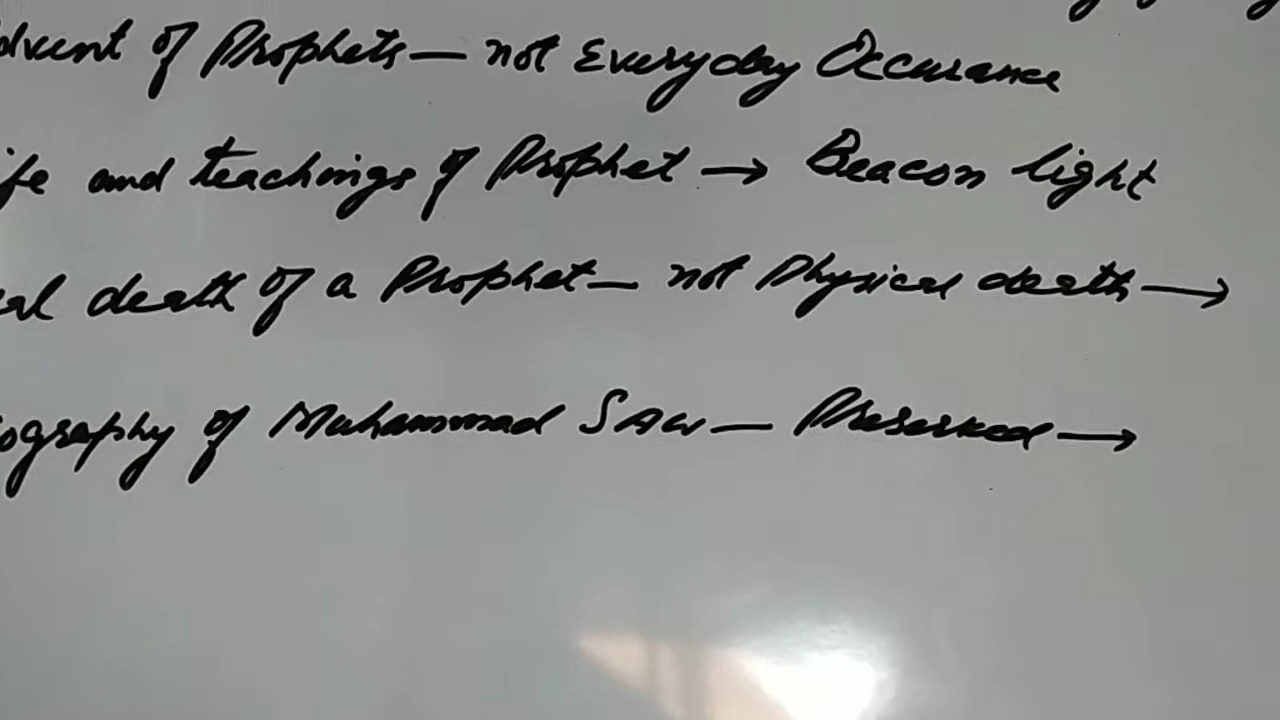 dvent of Prophets — not Everyday Occurance
ife and teachings of Prophet → Beacon light
al death of a Prophet — not Physical death →
ography of Muhammad SAW — Preserved →